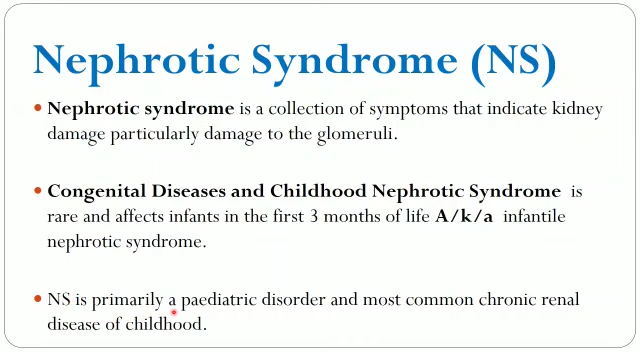 Nephrotic Syndrome (NS)
• Nephrotic syndrome is a collection of symptoms that indicate kidney
damage particularly damage to the glomeruli.
• Congenital Diseases and Childhood Nephrotic Syndrome is
rare and affects infants in the first 3 months of life A/k/a infantile
nephrotic syndrome.
• NS is primarily a paediatric disorder and most common chronic renal
disease of childhood.